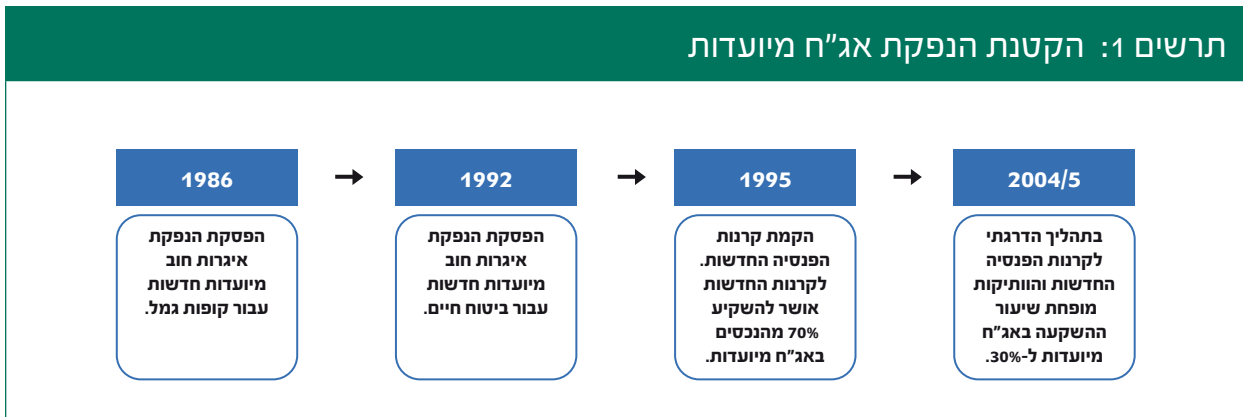 תרשים 1: הקטנת הנפקת אג"ח מיועדות
1986
הפסקת הנפקת
איגרות חוב
מיועדות חדשות
עבור קופות גמל.
→
1992
הפסקת הנפקת
איגרות חוב
מיועדות חדשות
עבור ביטוח חיים.
→
1995
הקמת קרנות
הפנסיה החדשות.
לקרנות החדשות
אושר להשקיע
70% מהנכסים
באג"ח מיועדות.
→
2004/5
בתהליך הדרגתי
לקרנות הפנסיה
החדשות והוותיקות
מופחת שיעור
ההשקעה באג"ח
מיועדות ל-30%.